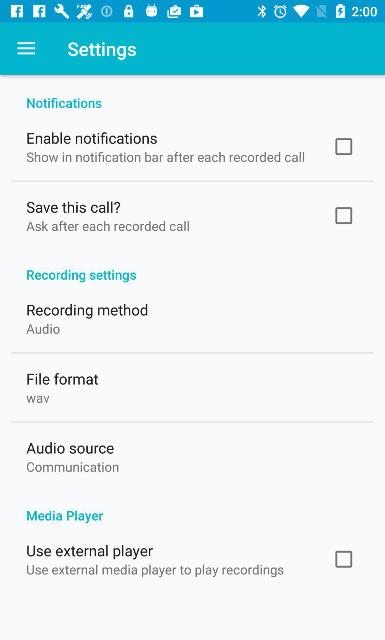 2:00
Settings
Notifications
Enable notifications
Show in notification bar after each recorded call
Save this call?
Ask after each recorded call
Recording settings
Recording method
Audio
File format
wav
Audio source
Communication
Media Player
Use external player
Use external media player to play recordings